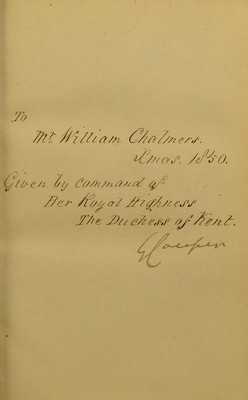 To
Mr. William Chalmers.
Xmas. 1850.
Given by command of
Her Royal Highness
The Duchess of Kent.